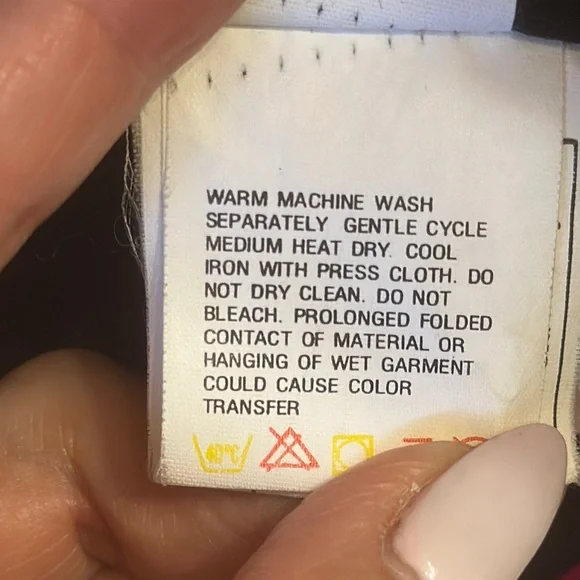 WARM MACHINE WASH
SEPARATELY GENTLE CYCLE
MEDIUM HEAT DRY. COOL
IRON WITH PRESS CLOTH. DO
NOT DRY CLEAN. DO NOT
BLEACH. PROLONGED FOLDED
CONTACT OF MATERIAL OR
HANGING OF WET GARMENT
COULD CAUSE COLOR
TRANSFER
40°C